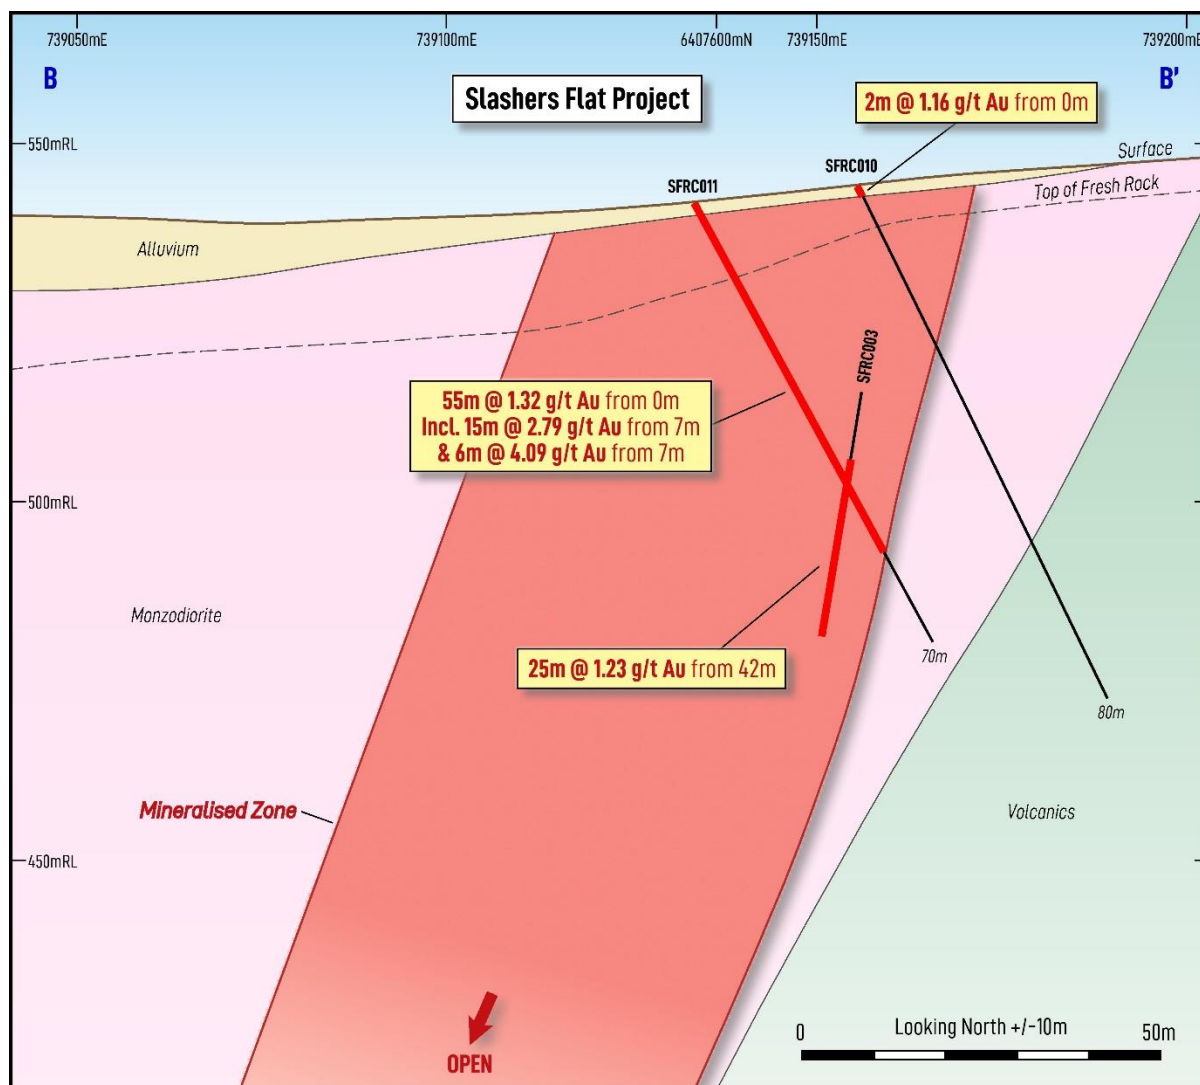 739050mE
739100mE
6407600mN
739150mE
739200mE
B
B'
Slashers Flat Project
2m @ 1.16 g/t Au from 0m
550mRL
Surface
SFRC010
SFRC011
Top of Fresh Rock
Alluvium
SFRC003
55m @ 1.32 g/t Au from 0m
Incl. 15m @ 2.79 g/t Au from 7m
& 6m @ 4.09 g/t Au from 7m
500mRL
Monzodiorite
70m
25m @ 1.23 g/t Au from 42m
80m
Mineralised Zone
Volcanics
450mRL
0
Looking North +/-10m
50m
OPEN